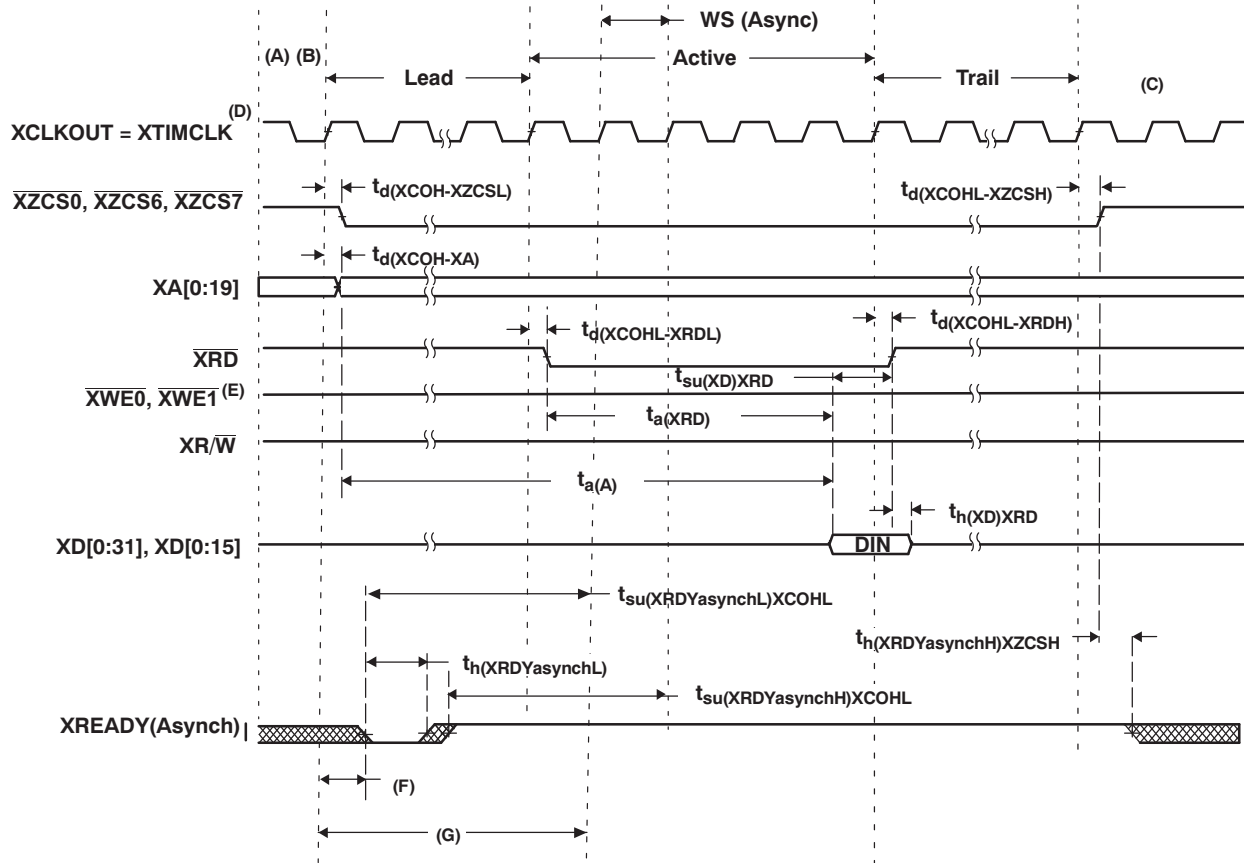 WS (Async)
(A) (B)
Active
Lead
Trail
(C)
XCLKOUT = XTIMCLK(D)
XZCS0, XZCS6, XZCS7
td(XCOH-XZCSL)
td(XCOHL-XZCSH)
td(XCOH-XA)
XA[0:19]
td(XCOHL-XRDL)
td(XCOHL-XRDH)
XRD
tsu(XD)XRD
XWE0, XWE1(E)
ta(XRD)
XR/W
ta(A)
th(XD)XRD
XD[0:31], XD[0:15]
DIN
tsu(XRDYasynchL)XCOHL
th(XRDYasynchH)XZCSH
th(XRDYasynchL)
tsu(XRDYasynchH)XCOHL
XREADY(Asynch)
(F)
(G)